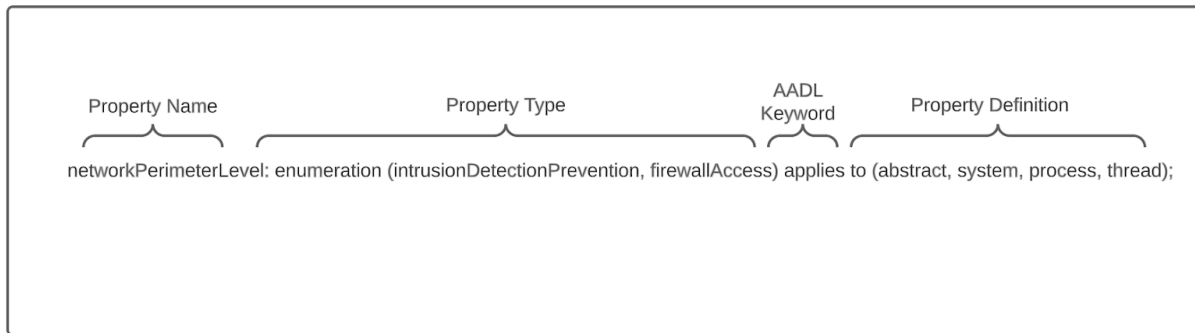 Property Name
Property Type
AADL
Keyword
Property Definition
networkPerimeterLevel: enumeration (intrusionDetectionPrevention, firewallAccess) applies to (abstract, system, process, thread);